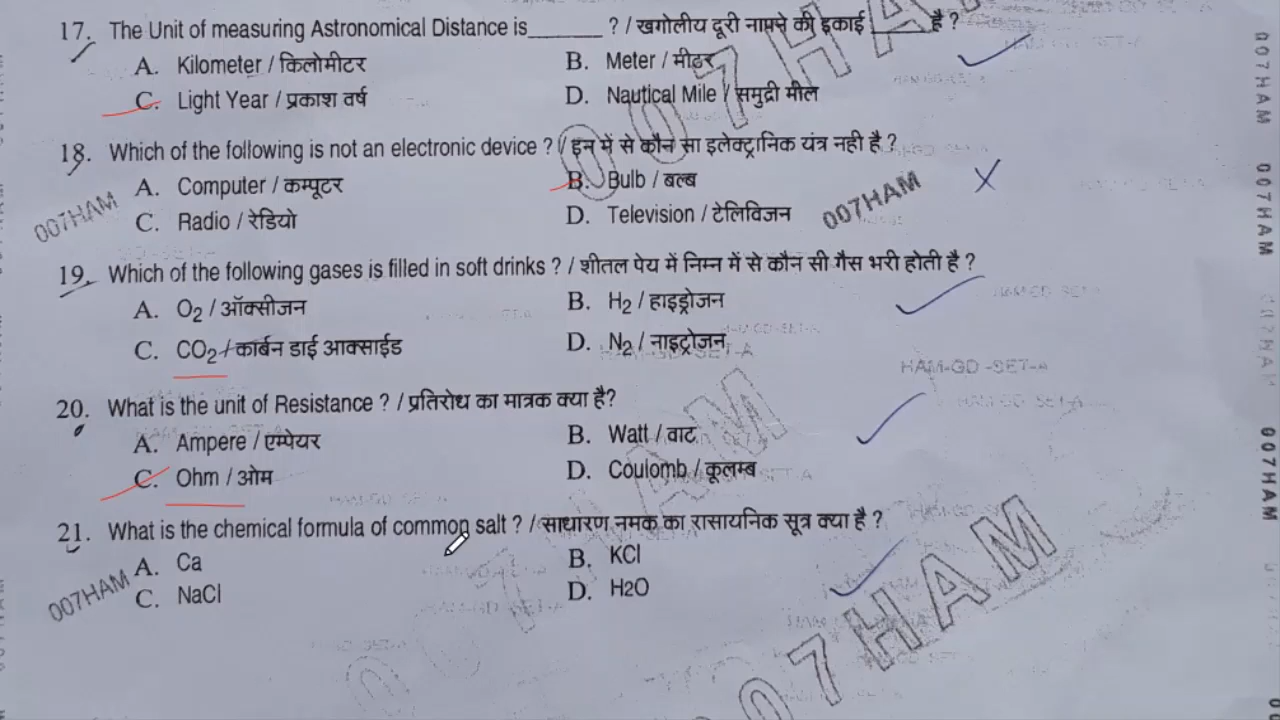 17. The Unit of measuring Astronomical Distance is_______ ? / खगोलीय दूरी नापने की इकाई ______ है ?
A. Kilometer / किलोमीटर B. Meter / मीटर
C. Light Year / प्रकाश वर्ष D. Nautical Mile / समुद्री मील
18. Which of the following is not an electronic device ? / इन में से कौन सा इलेक्ट्रानिक यंत्र नही है ?
A. Computer / कम्पूटर B. Bulb / बल्ब
C. Radio / रेडियो D. Television / टेलिविजन
007HAM 007HAM
19. Which of the following gases is filled in soft drinks ? / शीतल पेय में निम्न में से कौन सी गैस भरी होती है ?
A. O2 / ऑक्सीजन B. H2 / हाइड्रोजन
C. CO2 / कार्बन डाई आक्साईड D. N2 / नाइट्रोजन
HAM-GD -SET-A
20. What is the unit of Resistance ? / प्रतिरोध का मात्रक क्या है?
A. Ampere / एम्पेयर B. Watt / वाट
C. Ohm / ओम D. Coulomb / कूलम्ब
21. What is the chemical formula of common salt ? / साधारण नमक का रासायनिक सूत्र क्या है ?
A. Ca B. KCl
C. NaCl D. H2O
007HAM
007HAM
007HAM
007HAM
007HAM
007HAM